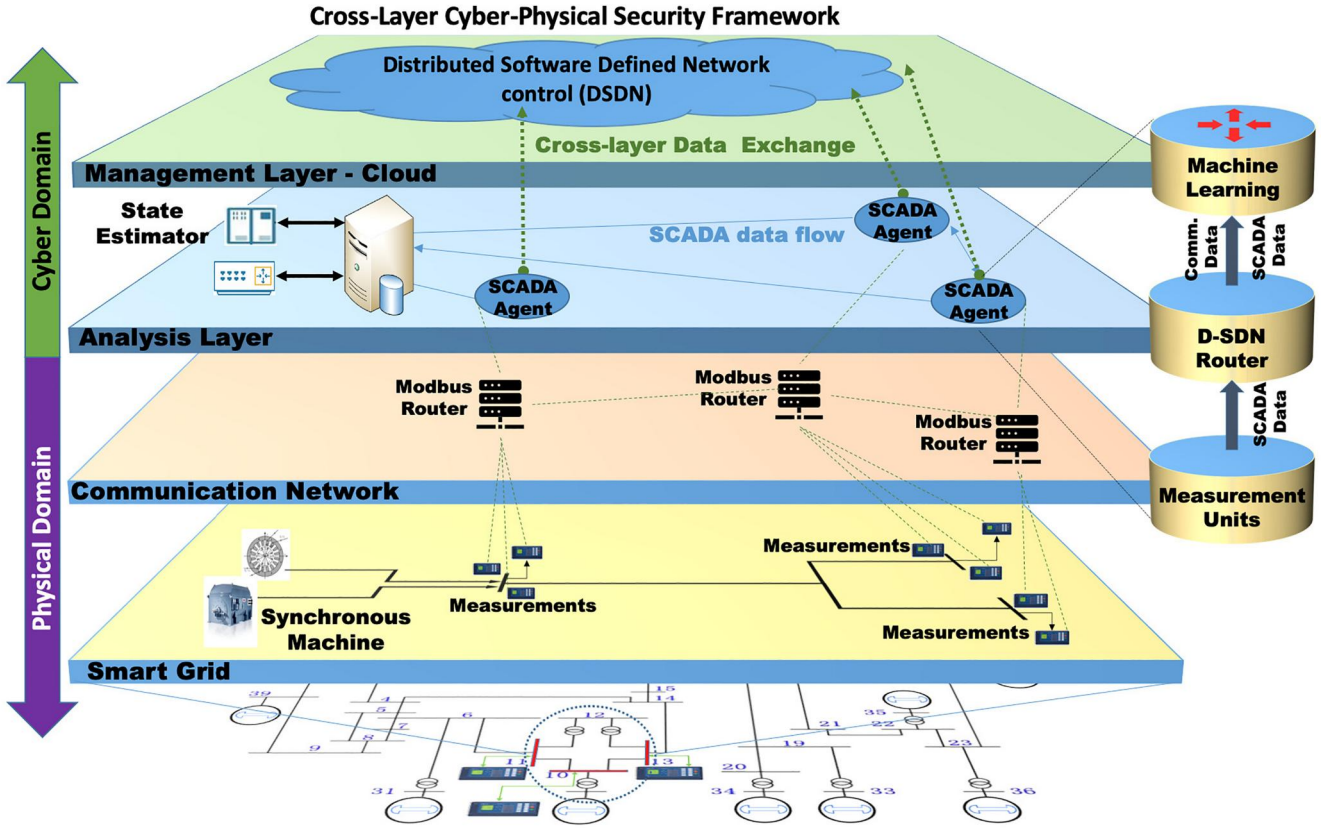 Cross-Layer Cyber-Physical Security Framework
Distributed Software Defined Network
control (DSDN)
Cross-layer Data Exchange
Management Layer - Cloud
Cyber Domain
Physical Domain
State
Estimator
SCADA
Agent
SCADA data flow
SCADA
Agent
SCADA
Agent
Analysis Layer
Machine
Learning
Comm.
Data
SCADA
Data
D-SDN
Router
SCADA
Data
Measurement
Units
Modbus
Router
Modbus
Router
Modbus
Router
Communication Network
Synchronous
Machine
Measurements
Measurements
Measurements
Smart Grid
39
4
5
6
7
8
9
15
14
12
11
10
13
31
20
34
19
33
21
22
35
23
36